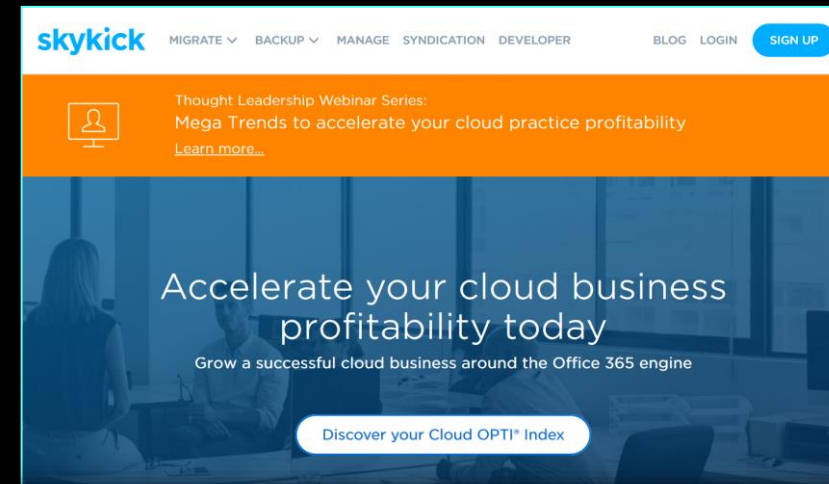 skykick MIGRATE BACKUP MANAGE SYNDICATION DEVELOPER BLOG LOGIN SIGN UP
Thought Leadership Webinar Series:
Mega Trends to accelerate your cloud practice profitability
Learn more...
Accelerate your cloud business
profitability today
Grow a successful cloud business around the Office 365 engine
Discover your Cloud OPTI® Index